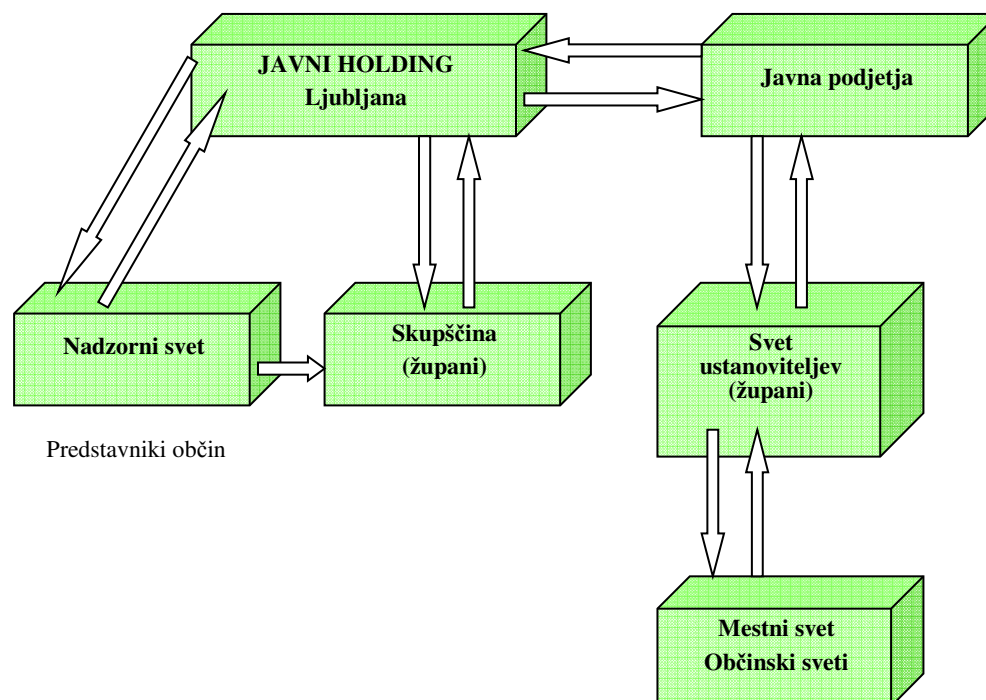 JAVNI HOLDING
Ljubljana
Javna podjetja
Nadzorni svet
Skupščina
(župani)
Svet
ustanoviteljev
(župani)
Predstavniki občin
Mestni svet
Občinski sveti